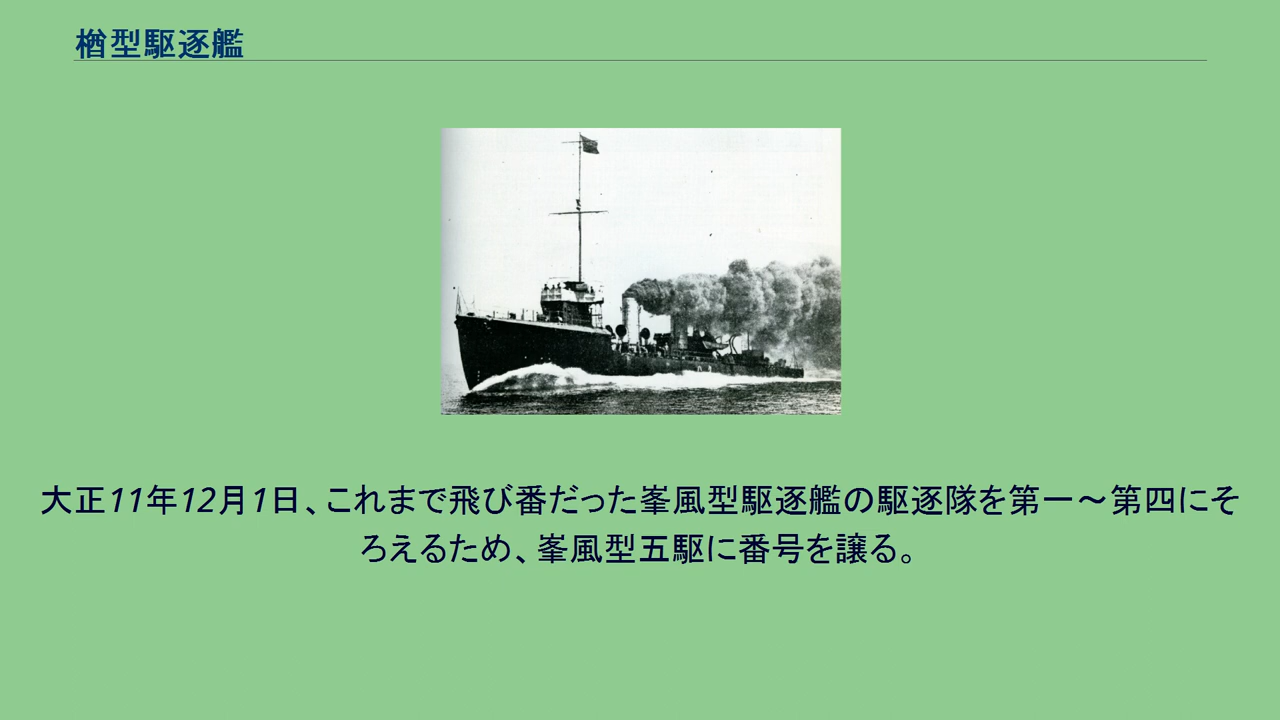 楢型駆逐艦
大正11年12月1日、これまで飛び番だった峯風型駆逐艦の駆逐隊を第一～第四にそ
ろえるため、峯風型五駆に番号を譲る。